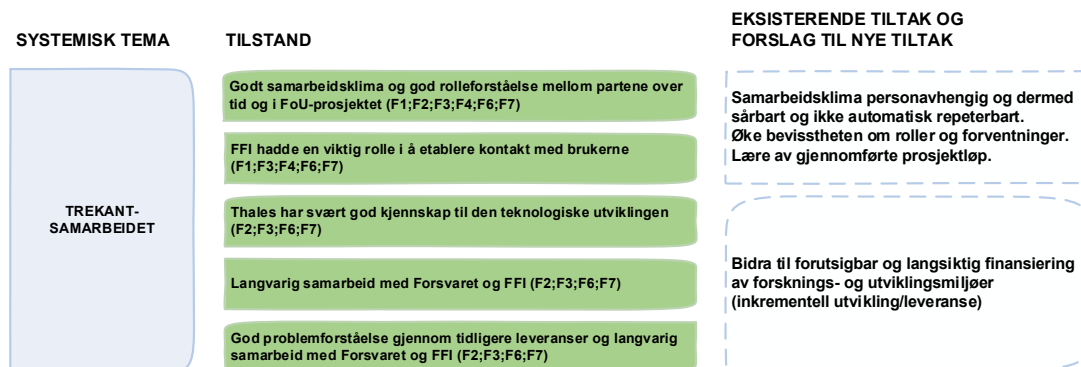 SYSTEMISK TEMA
TILSTAND
EKSISTERENDE TILTAK OG
FORSLAG TIL NYE TILTAK
TREKANT-
SAMARBEIDET
Godt samarbeidsklima og god rolleforståelse mellom partene over
tid og i FoU-prosjektet (F1;F2;F3;F4;F6;F7)
FFI hadde en viktig rolle i å etablere kontakt med brukerne
(F1;F3;F4;F6;F7)
Thales har svært god kjennskap til den teknologiske utviklingen
(F2;F3;F6;F7)
Langvarig samarbeid med Forsvaret og FFI (F2;F3;F6;F7)
God problemforståelse gjennom tidligere leveranser og langvarig
samarbeid med Forsvaret og FFI (F2;F3;F6;F7)
Samarbeidsklima personavhengig og dermed
sårbart og ikke automatisk repeterbart.
Øke bevisstheten om roller og forventninger.
Lære av gjennomførte prosjektløp.
Bidra til forutsigbar og langsiktig finansiering
av forsknings- og utviklingsmiljøer
(inkrementell utvikling/leveranse)